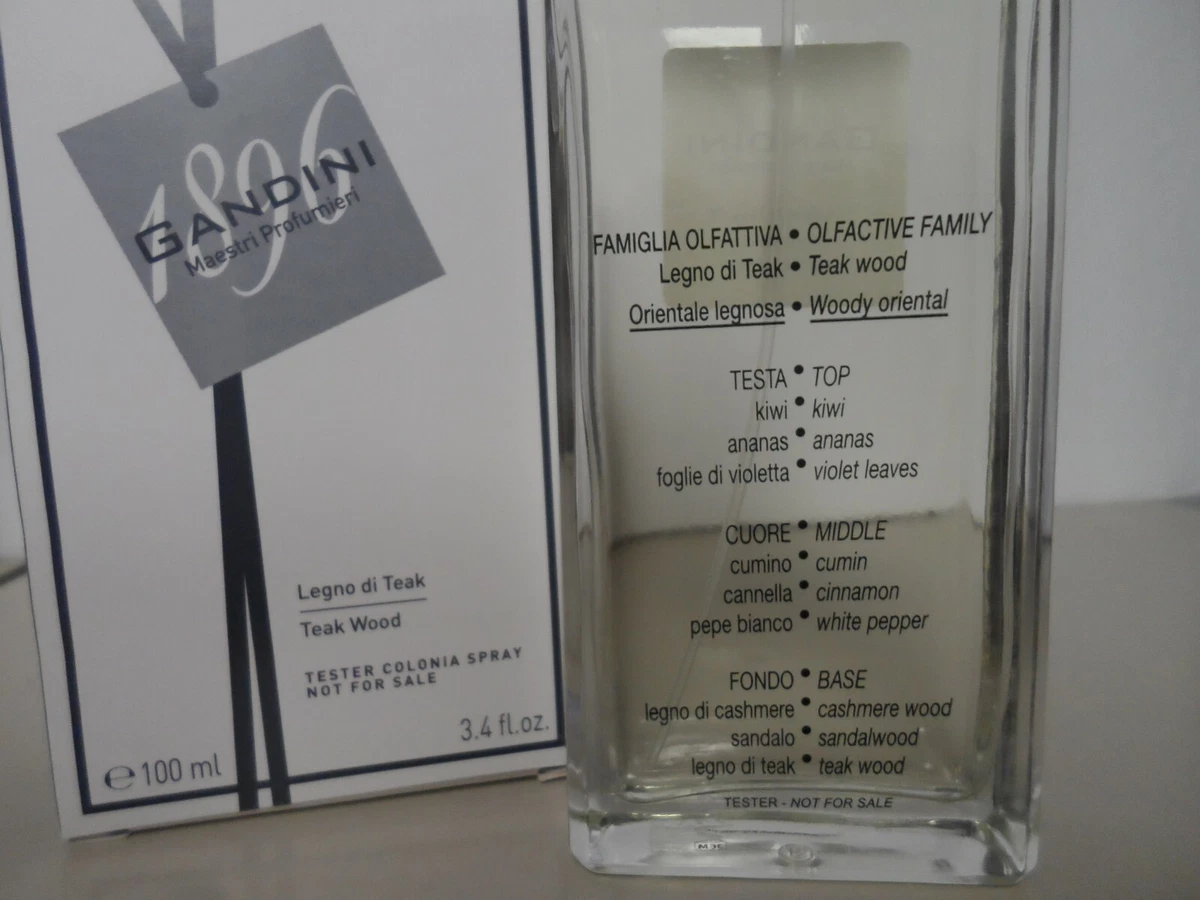 1896
GANDINI
Maestri Profumieri
Legno di Teak
Teak Wood
TESTER COLONIA SPRAY
NOT FOR SALE
3.4 fl.oz.
℮ 100 ml
FAMIGLIA OLFATTIVA • OLFACTIVE FAMILY
Legno di Teak • Teak wood
Orientale legnosa • Woody oriental
TESTA • TOP
kiwi • kiwi
ananas • ananas
foglie di violetta • violet leaves
CUORE • MIDDLE
cumino • cumin
cannella • cinnamon
pepe bianco • white pepper
FONDO • BASE
legno di cashmere • cashmere wood
sandalo • sandalwood
legno di teak • teak wood
TESTER - NOT FOR SALE